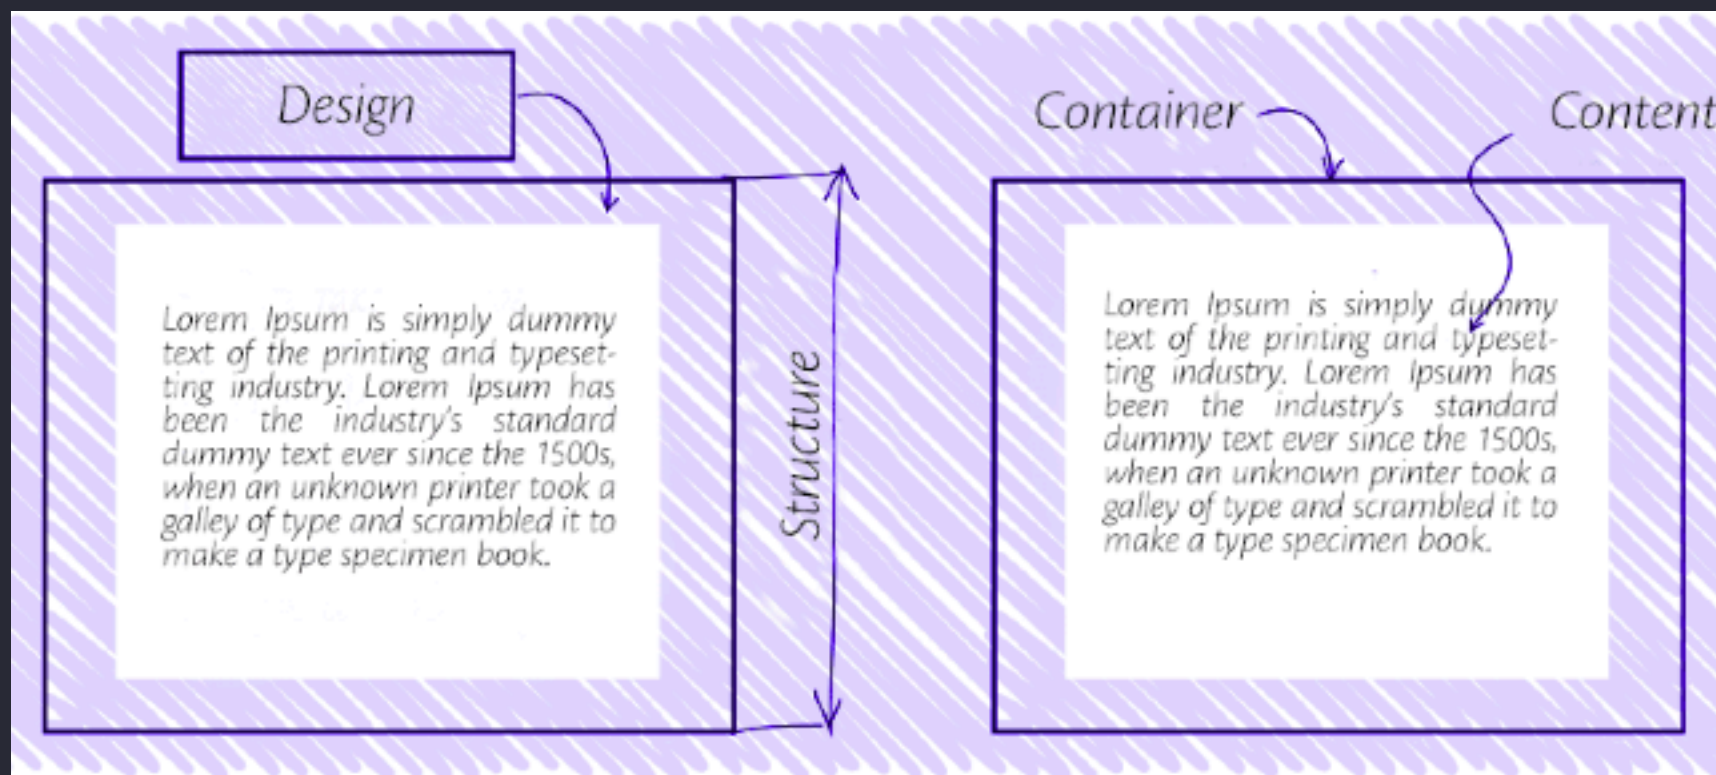 Design
Structure
Lorem Ipsum is simply dummy
text of the printing and typeset-
ting industry. Lorem Ipsum has
been the industry's standard
dummy text ever since the 1500s,
when an unknown printer took a
galley of type and scrambled it to
make a type specimen book.
Container
Content
Lorem Ipsum is simply dummy
text of the printing and typeset-
ting industry. Lorem Ipsum has
been the industry's standard
dummy text ever since the 1500s,
when an unknown printer took a
galley of type and scrambled it to
make a type specimen book.